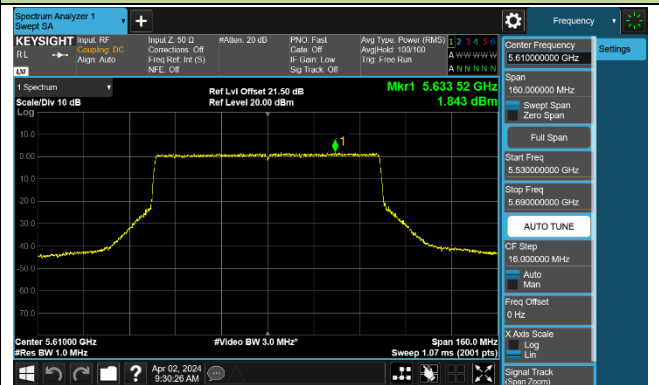 Spectrum Analyzer 1
Swept SA
+
Frequency
KEYSIGHT
RL
LXI
Input: RF
Coupling: DC
Align: Auto
Input Z: 50 Ω
Corrections: Off
Freq Ref: Int (S)
NFE: Off
#Atten: 20 dB
PNO: Fast
Gate: Off
IF Gain: Low
Sig Track: Off
Avg Type: Power (RMS)
Avg|Hold: 100/100
Trig: Free Run
1 2 3 4 5 6
A W W W W W
A N N N N N
1 Spectrum
Scale/Div 10 dB
Log
Ref Lvl Offset 21.50 dB
Ref Level 20.00 dBm
Mkr1 5.633 52 GHz
1.843 dBm
1
10.0
0.00
-10.0
-20.0
-30.0
-40.0
-50.0
-60.0
-70.0
Center 5.61000 GHz
#Res BW 1.0 MHz
#Video BW 3.0 MHz*
Span 160.0 MHz
Sweep 1.07 ms (2001 pts)
Center Frequency
5.610000000 GHz
Settings
Span
160.000000 MHz
Swept Span
Zero Span
Full Span
Start Freq
5.530000000 GHz
Stop Freq
5.690000000 GHz
AUTO TUNE
CF Step
16.000000 MHz
Auto
Man
Freq Offset
0 Hz
X Axis Scale
Log
Lin
Signal Track
(Span Zoom)
?
Apr 02, 2024
9:30:26 AM